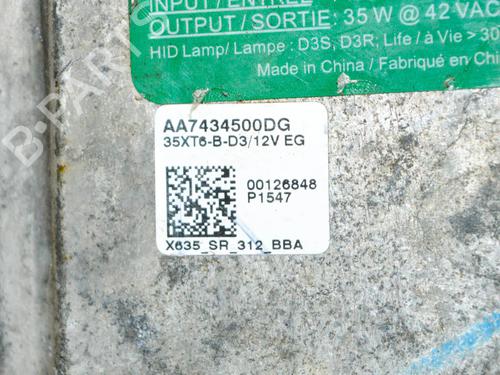 INPUT / ENTRÉE
OUTPUT / SORTIE: 35 W @ 42 VAC
HID Lamp/ Lampe : D3S, D3R; Life / à Vie > 30
Made in China / Fabriqué en Chi
AA7434500DG
35XT6-B-D3/12V EG
00126848
P1547
X635_SR_312_BBA
B-PARTS